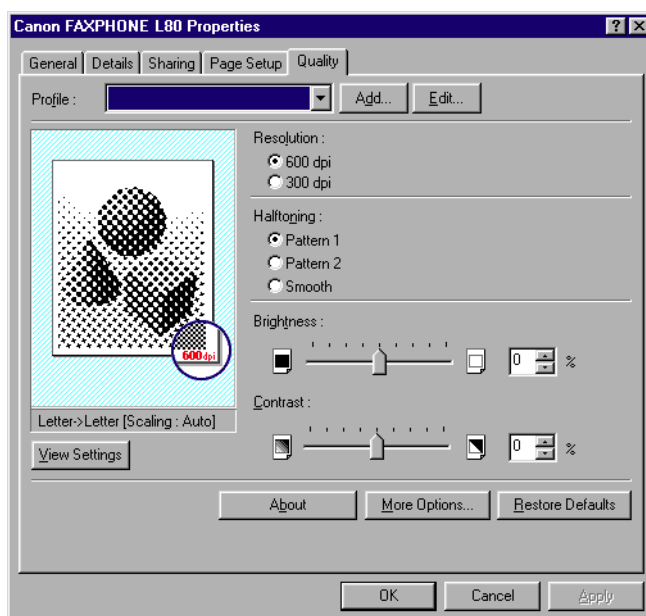 Canon FAXPHONE L80 Properties
General Details Sharing Page Setup Quality
Profile : Add... Edit...
Resolution :
600 dpi
300 dpi
Halftoning :
Pattern 1
Pattern 2
Smooth
600dpi
Brightness :
0 %
Letter->Letter [Scaling : Auto]
Contrast :
0 %
View Settings
About More Options... Restore Defaults
OK Cancel Apply